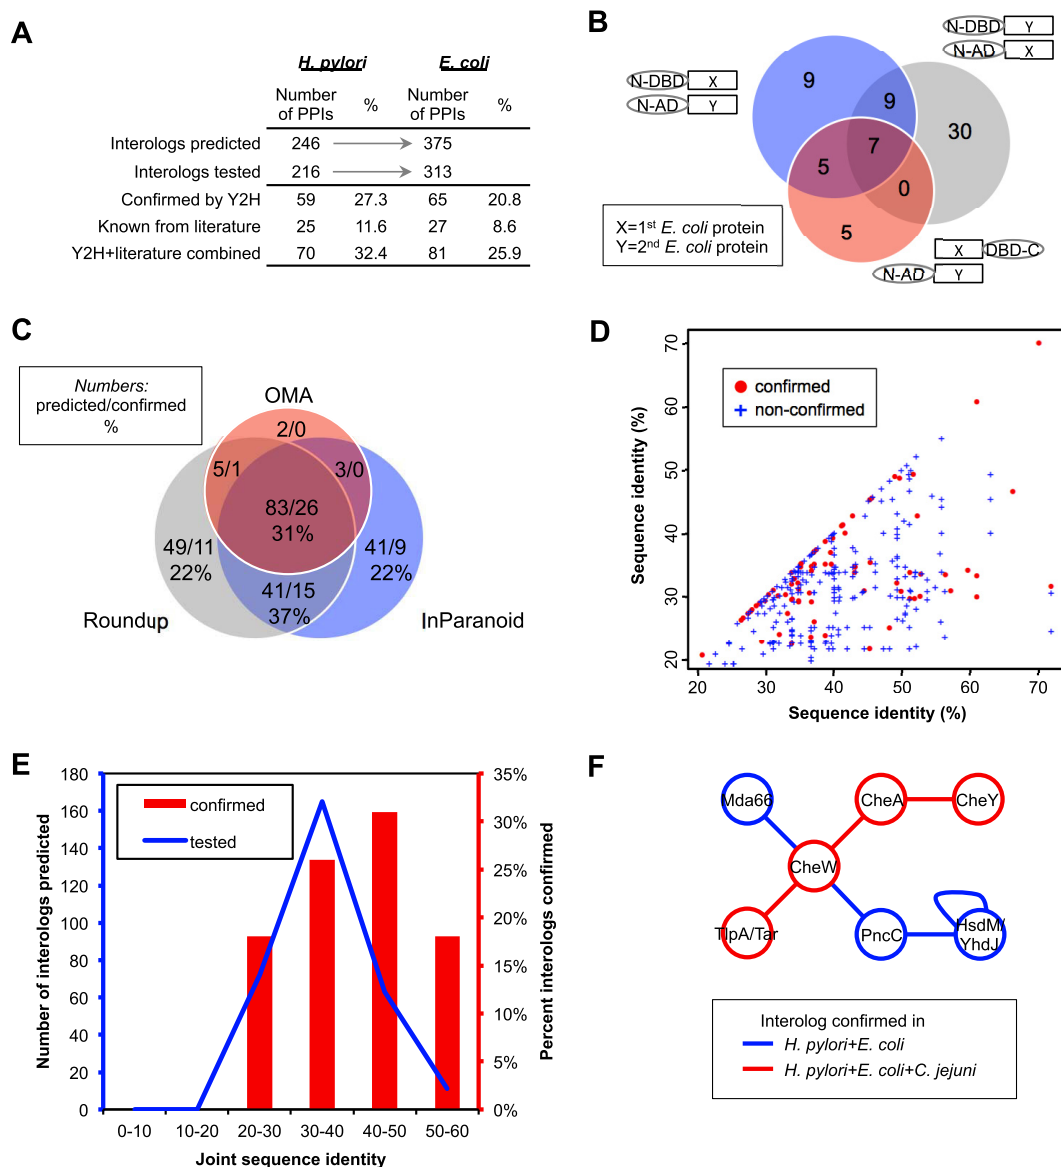 A
H. pylori E. coli
Number of PPIs % Number of PPIs %
Interologs predicted 246 375
Interologs tested 216 313
Confirmed by Y2H 59 27.3 65 20.8
Known from literature 25 11.6 27 8.6
Y2H+literature combined 70 32.4 81 25.9
B
N-DBD Y
N-AD X
N-DBD X
N-AD Y
9
9
30
7
5
0
5
X=1st E. coli protein
Y=2nd E. coli protein
X DBD-C
N-AD Y
C
Numbers:
predicted/confirmed
%
OMA
2/0
5/1
3/0
83/26
31%
49/11
22%
41/9
22%
41/15
37%
Roundup
InParanoid
D
confirmed
non-confirmed
Sequence identity (%)
70
60
50
40
30
20
20 30 40 50 60 70
Sequence identity (%)
E
confirmed
tested
Number of interologs predicted
180
160
140
120
100
80
60
40
20
0
35%
30%
25%
20%
15%
10%
5%
0%
Percent interologs confirmed
0-10 10-20 20-30 30-40 40-50 50-60
Joint sequence identity
F
Mda66
CheA
CheY
CheW
TlpA/Tar
PncC
HsdM/
YhdJ
Interolog confirmed in
H. pylori+E. coli
H. pylori+E. coli+C. jejuni